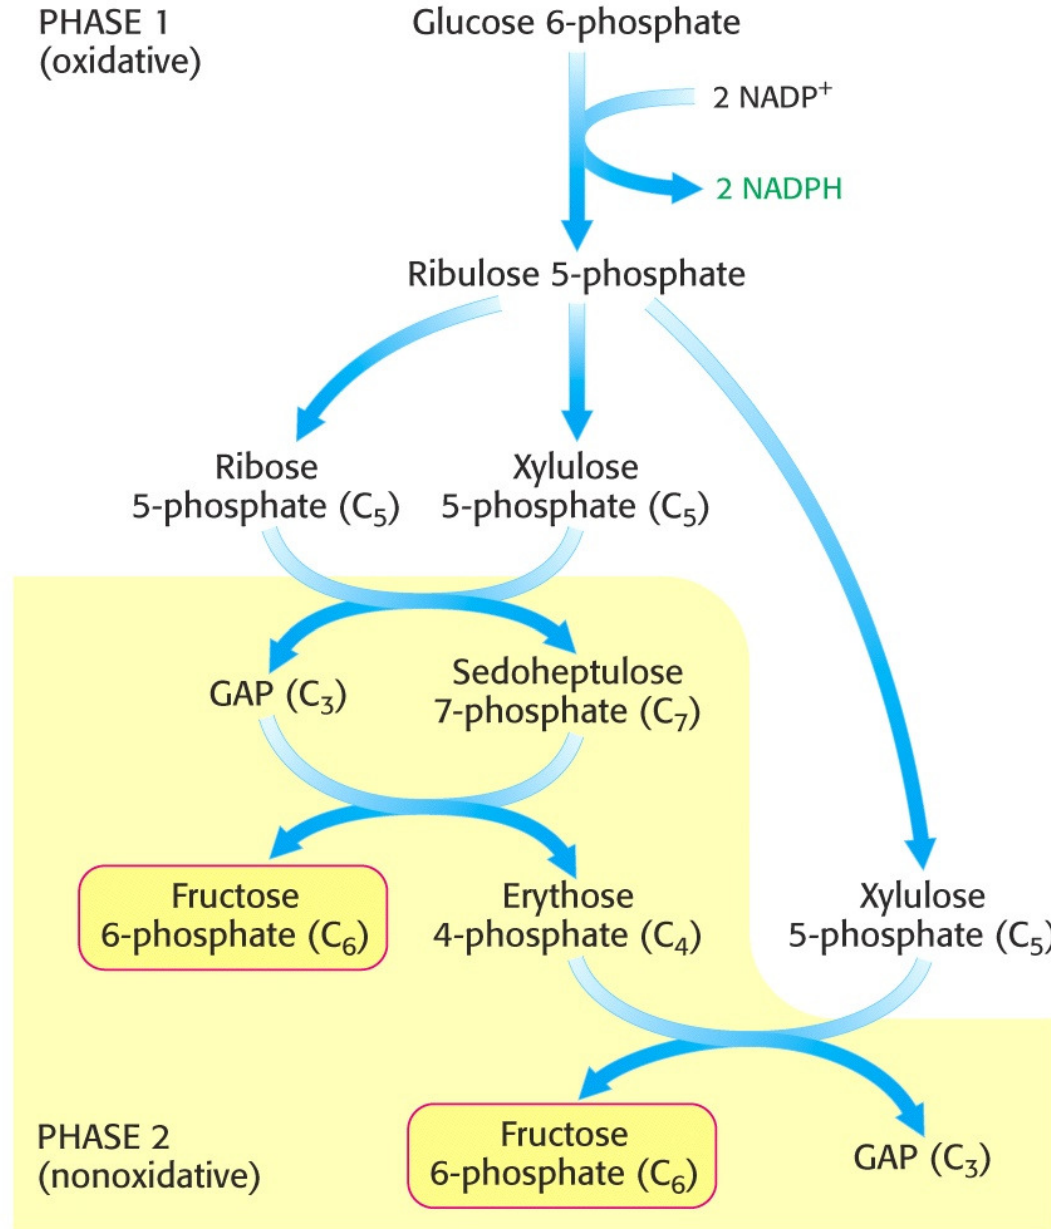 PHASE 1
(oxidative)
Glucose 6-phosphate
2 NADP⁺
2 NADPH
Ribulose 5-phosphate
Ribose
5-phosphate (C₅)
Xylulose
5-phosphate (C₅)
GAP (C₃)
Sedoheptulose
7-phosphate (C₇)
Fructose
6-phosphate (C₆)
Erythose
4-phosphate (C₄)
Xylulose
5-phosphate (C₅)
PHASE 2
(nonoxidative)
Fructose
6-phosphate (C₆)
GAP (C₃)